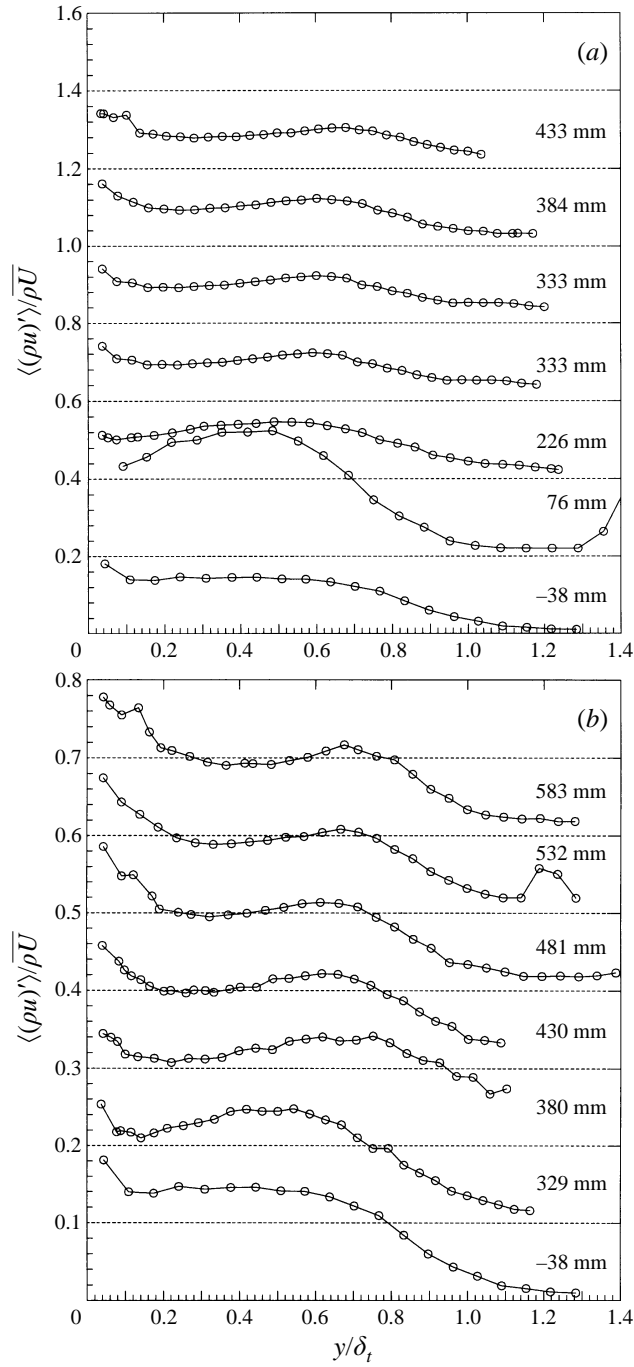 1.6
(a)
1.4
433 mm
1.2
384 mm
1.0
333 mm
⟨(ρu)′⟩/ρU
0.8
333 mm
0.6
226 mm
0.4
76 mm
0.2
–38 mm
0 0.2 0.4 0.6 0.8 1.0 1.2 1.4
0.8
(b)
0.7
583 mm
0.6
532 mm
0.5
481 mm
⟨(ρu)′⟩/ρU
0.4
430 mm
0.3
380 mm
0.2
329 mm
0.1
–38 mm
0 0.2 0.4 0.6 0.8 1.0 1.2 1.4
y/δt